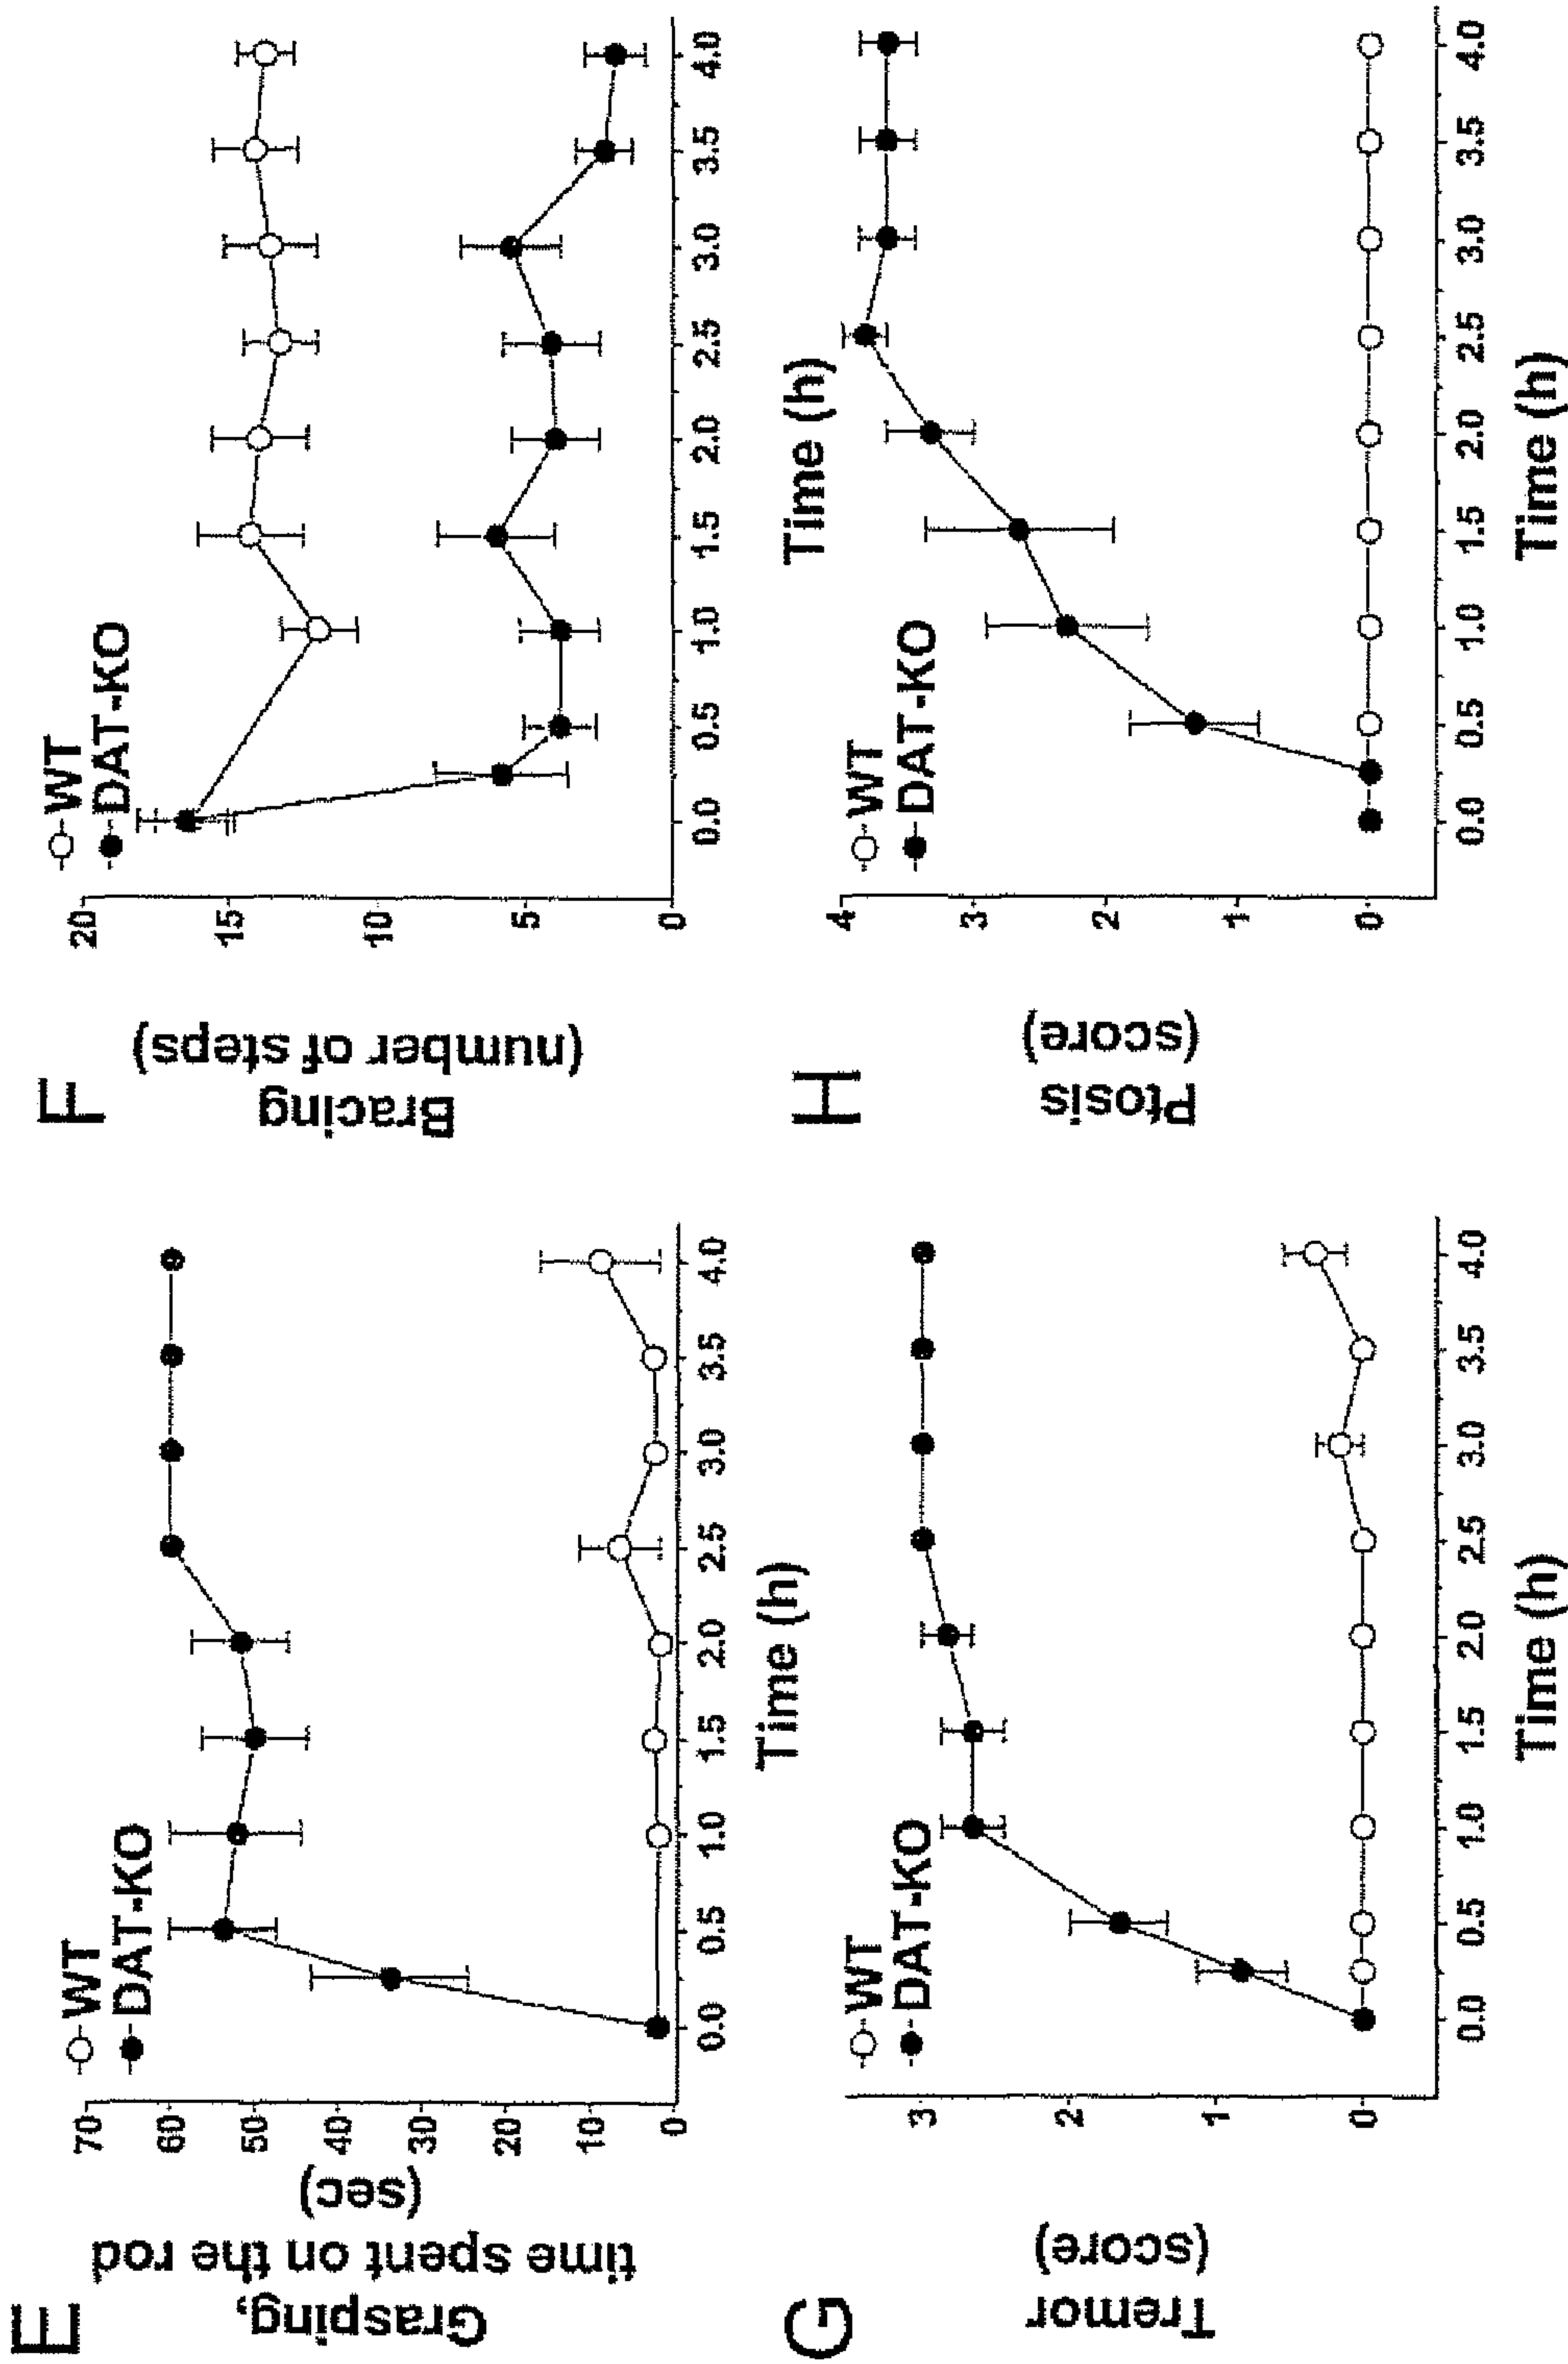 E
Grasping,
time spent on the rod
(sec)
70
60
50
40
30
20
10
0
WT
DAT-KO
0.0 0.5 1.0 1.5 2.0 2.5 3.0 3.5 4.0
Time (h)
F
Bracing
(number of steps)
20
15
10
5
0
WT
DAT-KO
0.0 0.5 1.0 1.5 2.0 2.5 3.0 3.5 4.0
Time (h)
G
Tremor
(score)
3
2
1
0
WT
DAT-KO
0.0 0.5 1.0 1.5 2.0 2.5 3.0 3.5 4.0
Time (h)
H
Ptosis
(score)
4
3
2
1
0
WT
DAT-KO
0.0 0.5 1.0 1.5 2.0 2.5 3.0 3.5 4.0
Time (h)